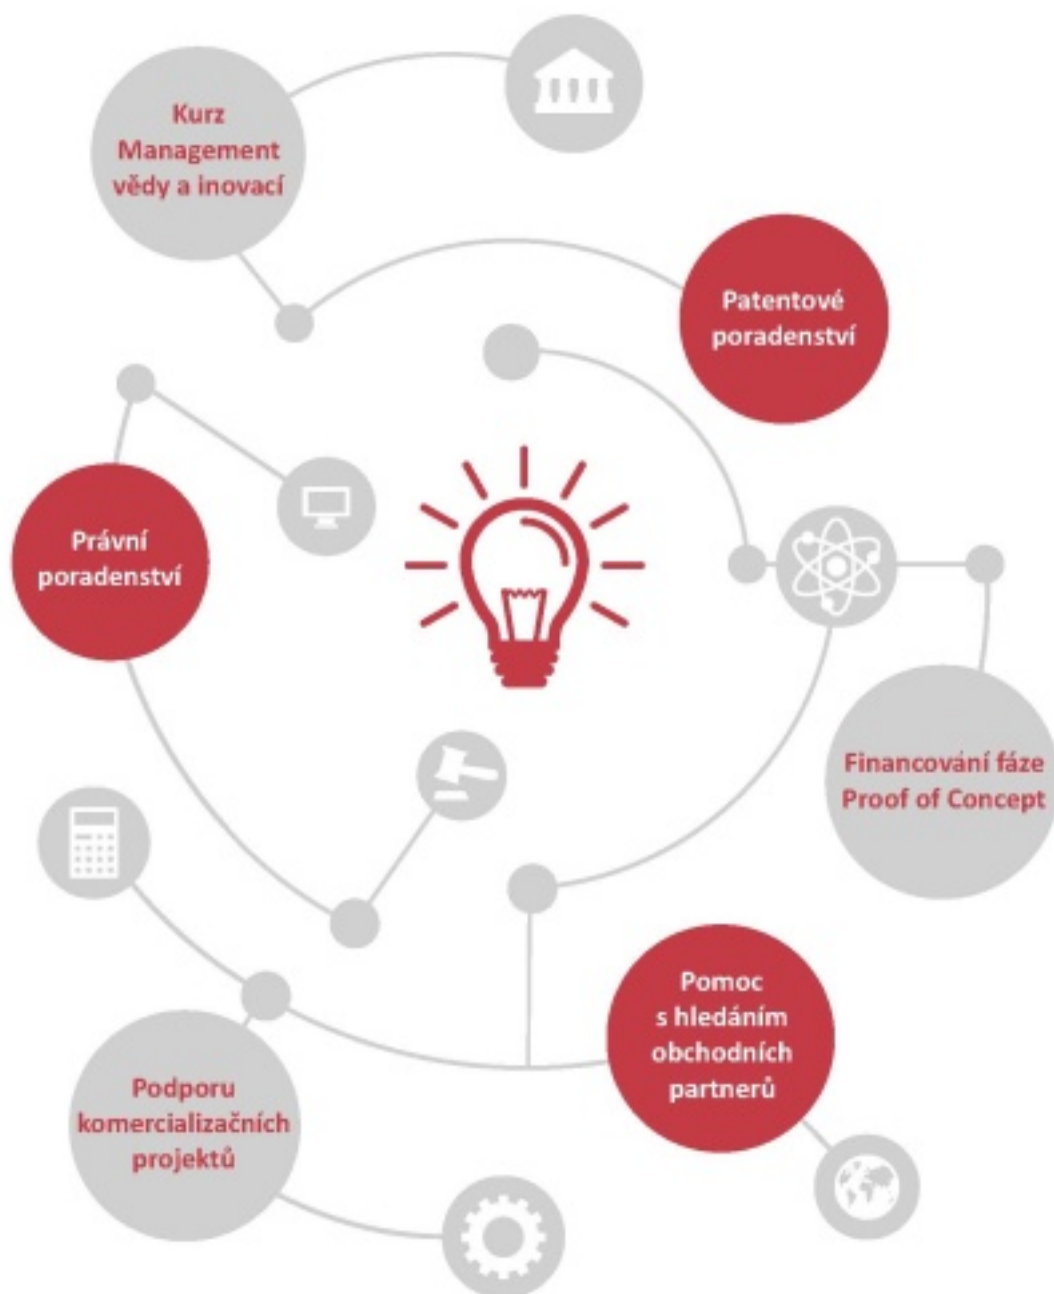 Kurz
Management
vědy a inovací
Patentové
poradenství
Právní
poradenství
Financování fáze
Proof of Concept
Pomoc
s hledáním
obchodních
partnerů
Podporu
komercializačních
projektů